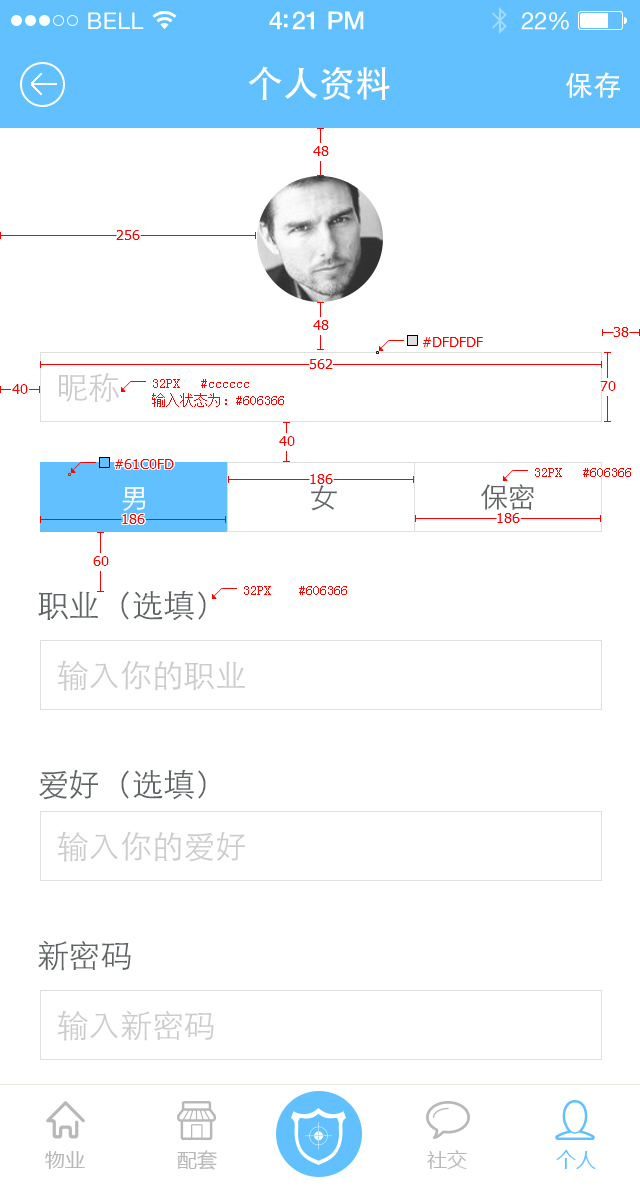 BELL 4:21 PM 22%
个人资料 保存
48
256
48
38
#DFDFDF
562
40 昵称 32PX #cccccc 70
输入状态为：#606366
40
#61C0FD
32PX #606366
186
男 女 保密
186 186
60
职业（选填） 32PX #606366
输入你的职业
爱好（选填）
输入你的爱好
新密码
输入新密码
物业 配套 社交 个人